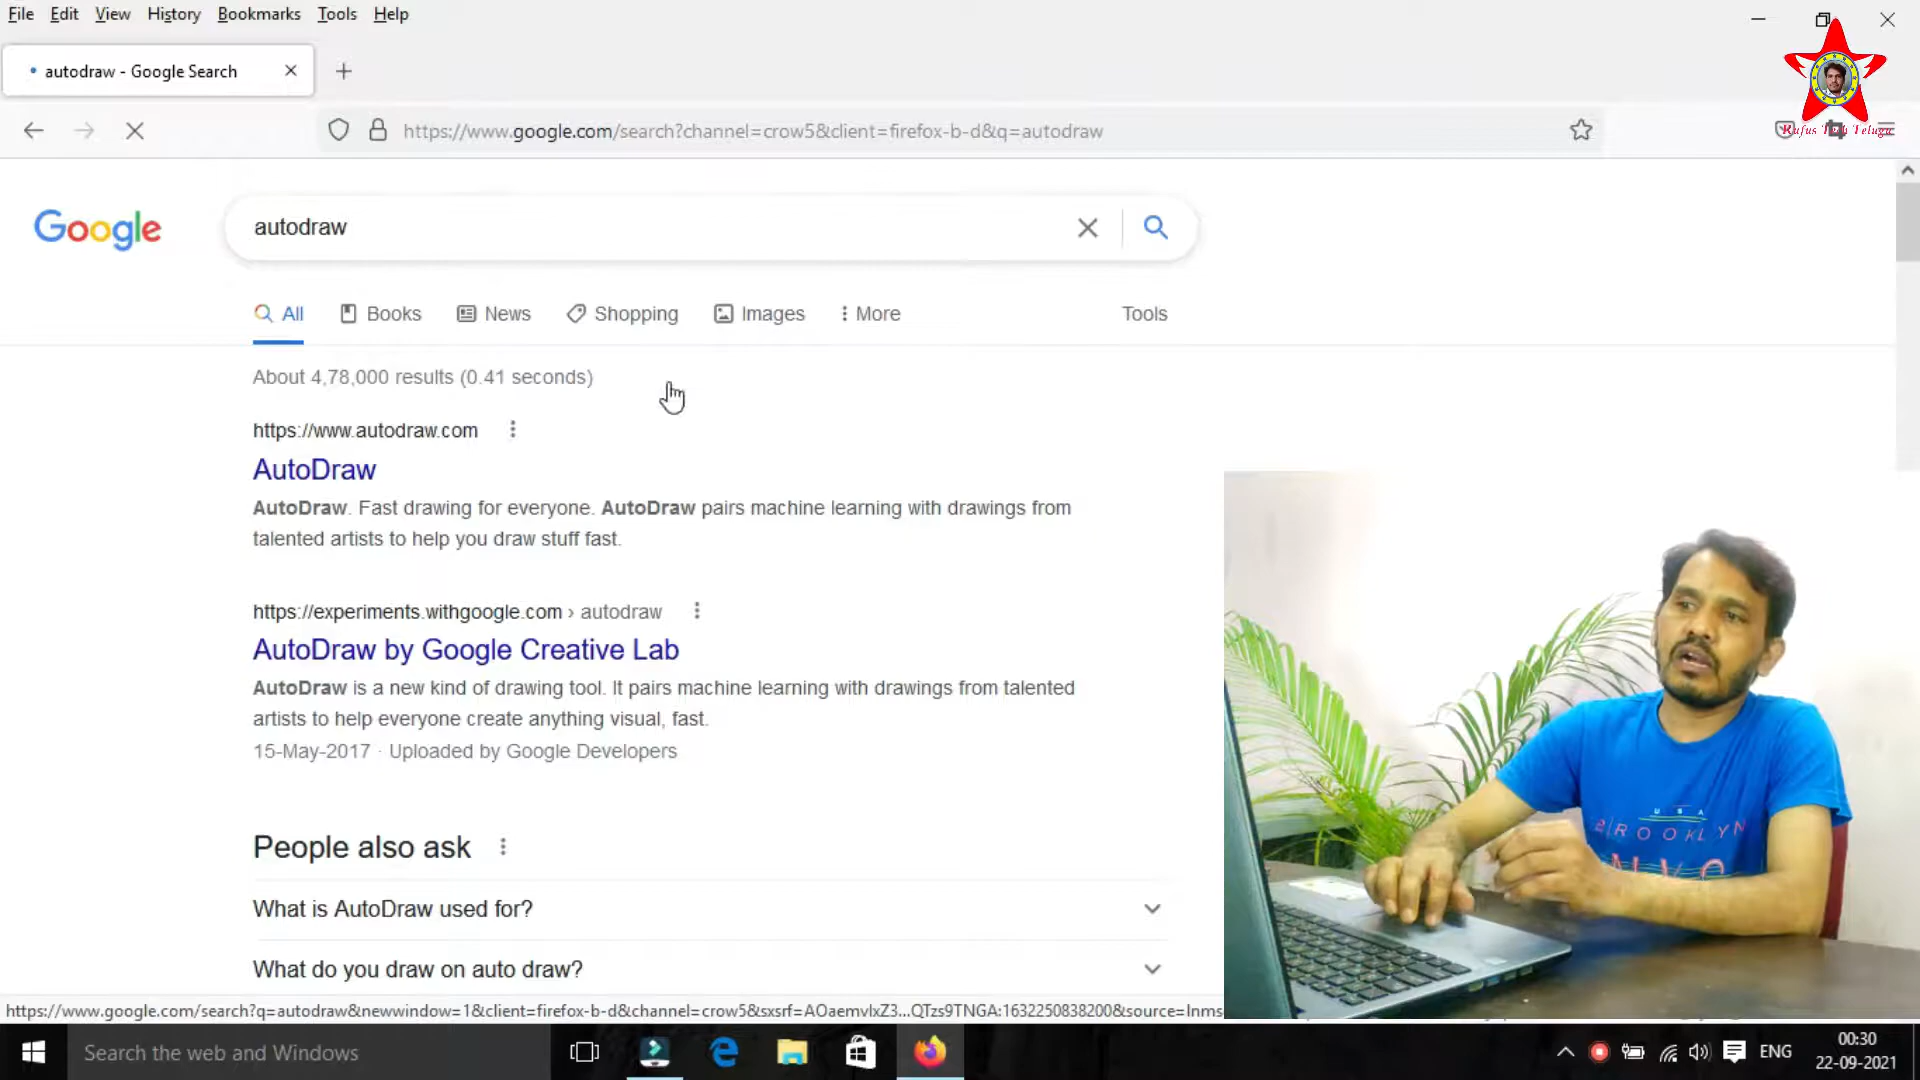 File Edit View History Bookmarks Tools Help
autodraw - Google Search
https://www.google.com/search?channel=crow5&client=firefox-b-d&q=autodraw
Rufus Tech Telugu
Google
autodraw
All Books News Shopping Images More Tools
About 4,78,000 results (0.41 seconds)
https://www.autodraw.com
AutoDraw
AutoDraw. Fast drawing for everyone. AutoDraw pairs machine learning with drawings from
talented artists to help you draw stuff fast.
https://experiments.withgoogle.com › autodraw
AutoDraw by Google Creative Lab
AutoDraw is a new kind of drawing tool. It pairs machine learning with drawings from talented
artists to help everyone create anything visual, fast.
15-May-2017 · Uploaded by Google Developers
People also ask
What is AutoDraw used for?
What do you draw on auto draw?
USA
BROOKLYN
NYC
https://www.google.com/search?q=autodraw&newwindow=1&client=firefox-b-d&channel=crow5&sxsrf=AOaemvlxZ3...QTzs9TNGA:1632250838200&source=lnms
Search the web and Windows
ENG
00:30
22-09-2021